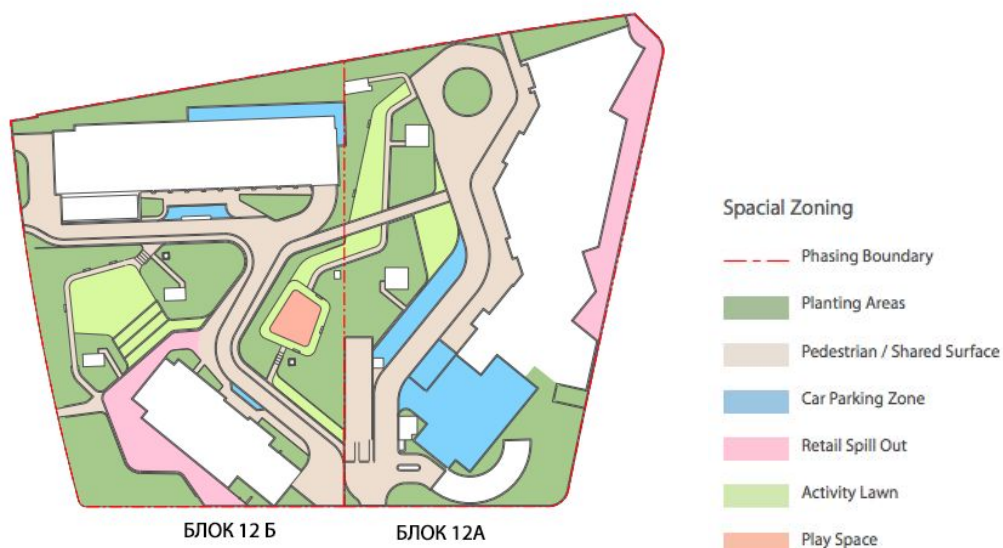 Spacial Zoning
Phasing Boundary
Planting Areas
Pedestrian / Shared Surface
Car Parking Zone
Retail Spill Out
Activity Lawn
Play Space
БЛОК 12 Б
БЛОК 12А